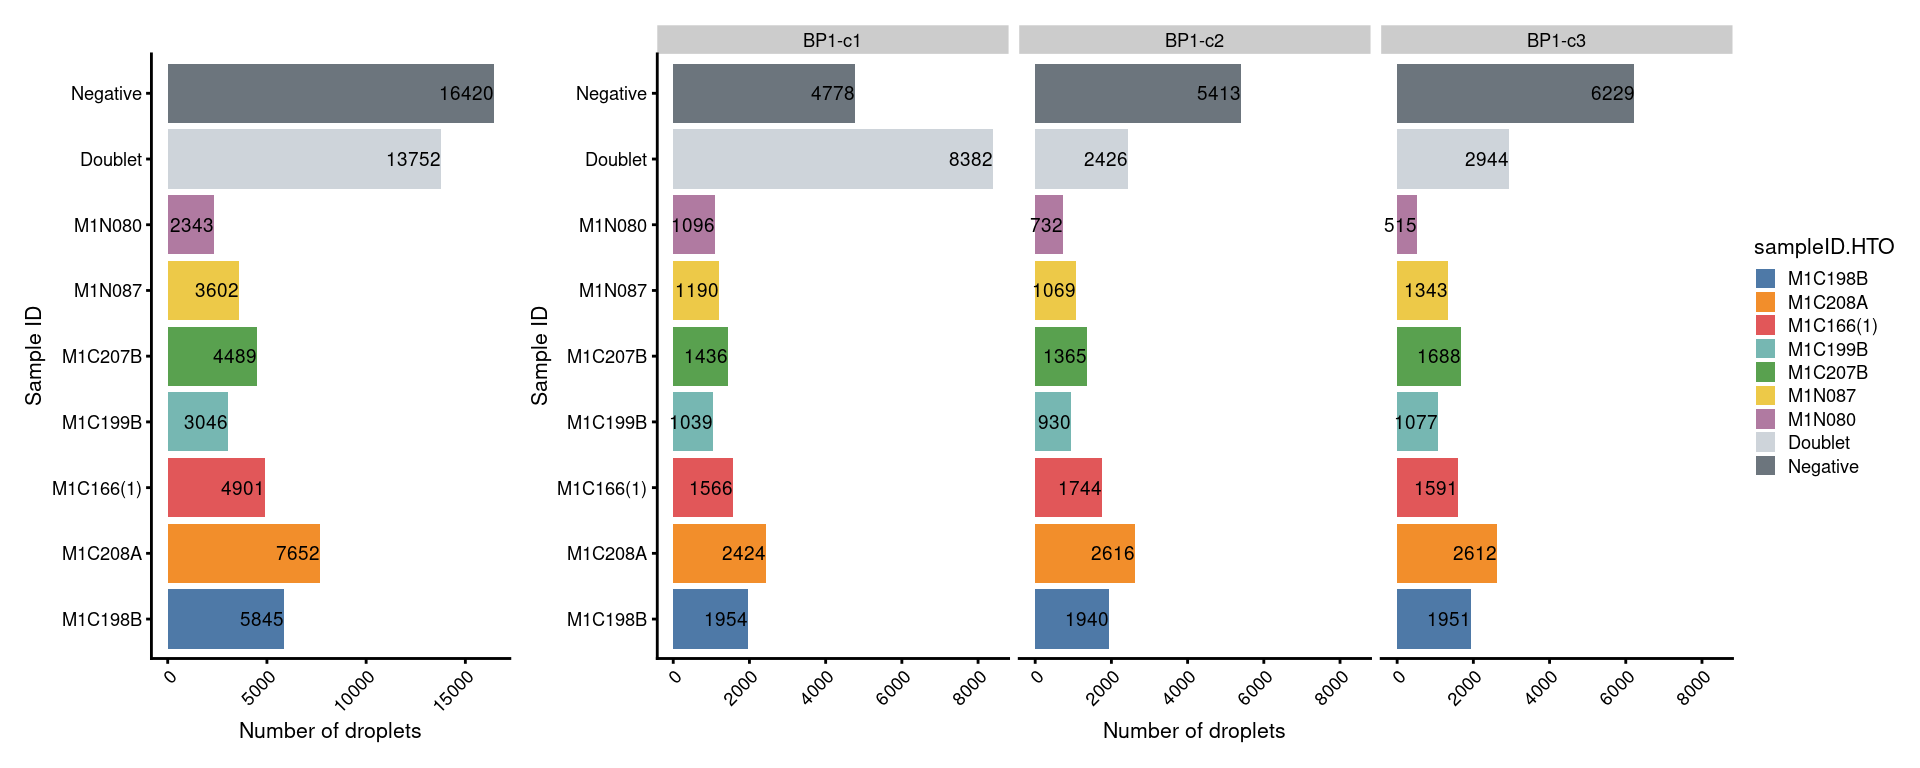 BP1-c1 BP1-c2 BP1-c3
Negative 16420 Negative 4778 5413 6229
Doublet 13752 Doublet 8382 2426 2944
M1N080 2343 M1N080 1096 732 515
M1N087 3602 M1N087 1190 1069 1343
M1C207B 4489 M1C207B 1436 1365 1688
M1C199B 3046 M1C199B 1039 930 1077
M1C166(1) 4901 M1C166(1) 1566 1744 1591
M1C208A 7652 M1C208A 2424 2616 2612
M1C198B 5845 M1C198B 1954 1940 1951
Sample ID
Sample ID
0 5000 10000 15000
0 2000 4000 6000 8000
0 2000 4000 6000 8000
0 2000 4000 6000 8000
Number of droplets
Number of droplets
sampleID.HTO
M1C198B
M1C208A
M1C166(1)
M1C199B
M1C207B
M1N087
M1N080
Doublet
Negative